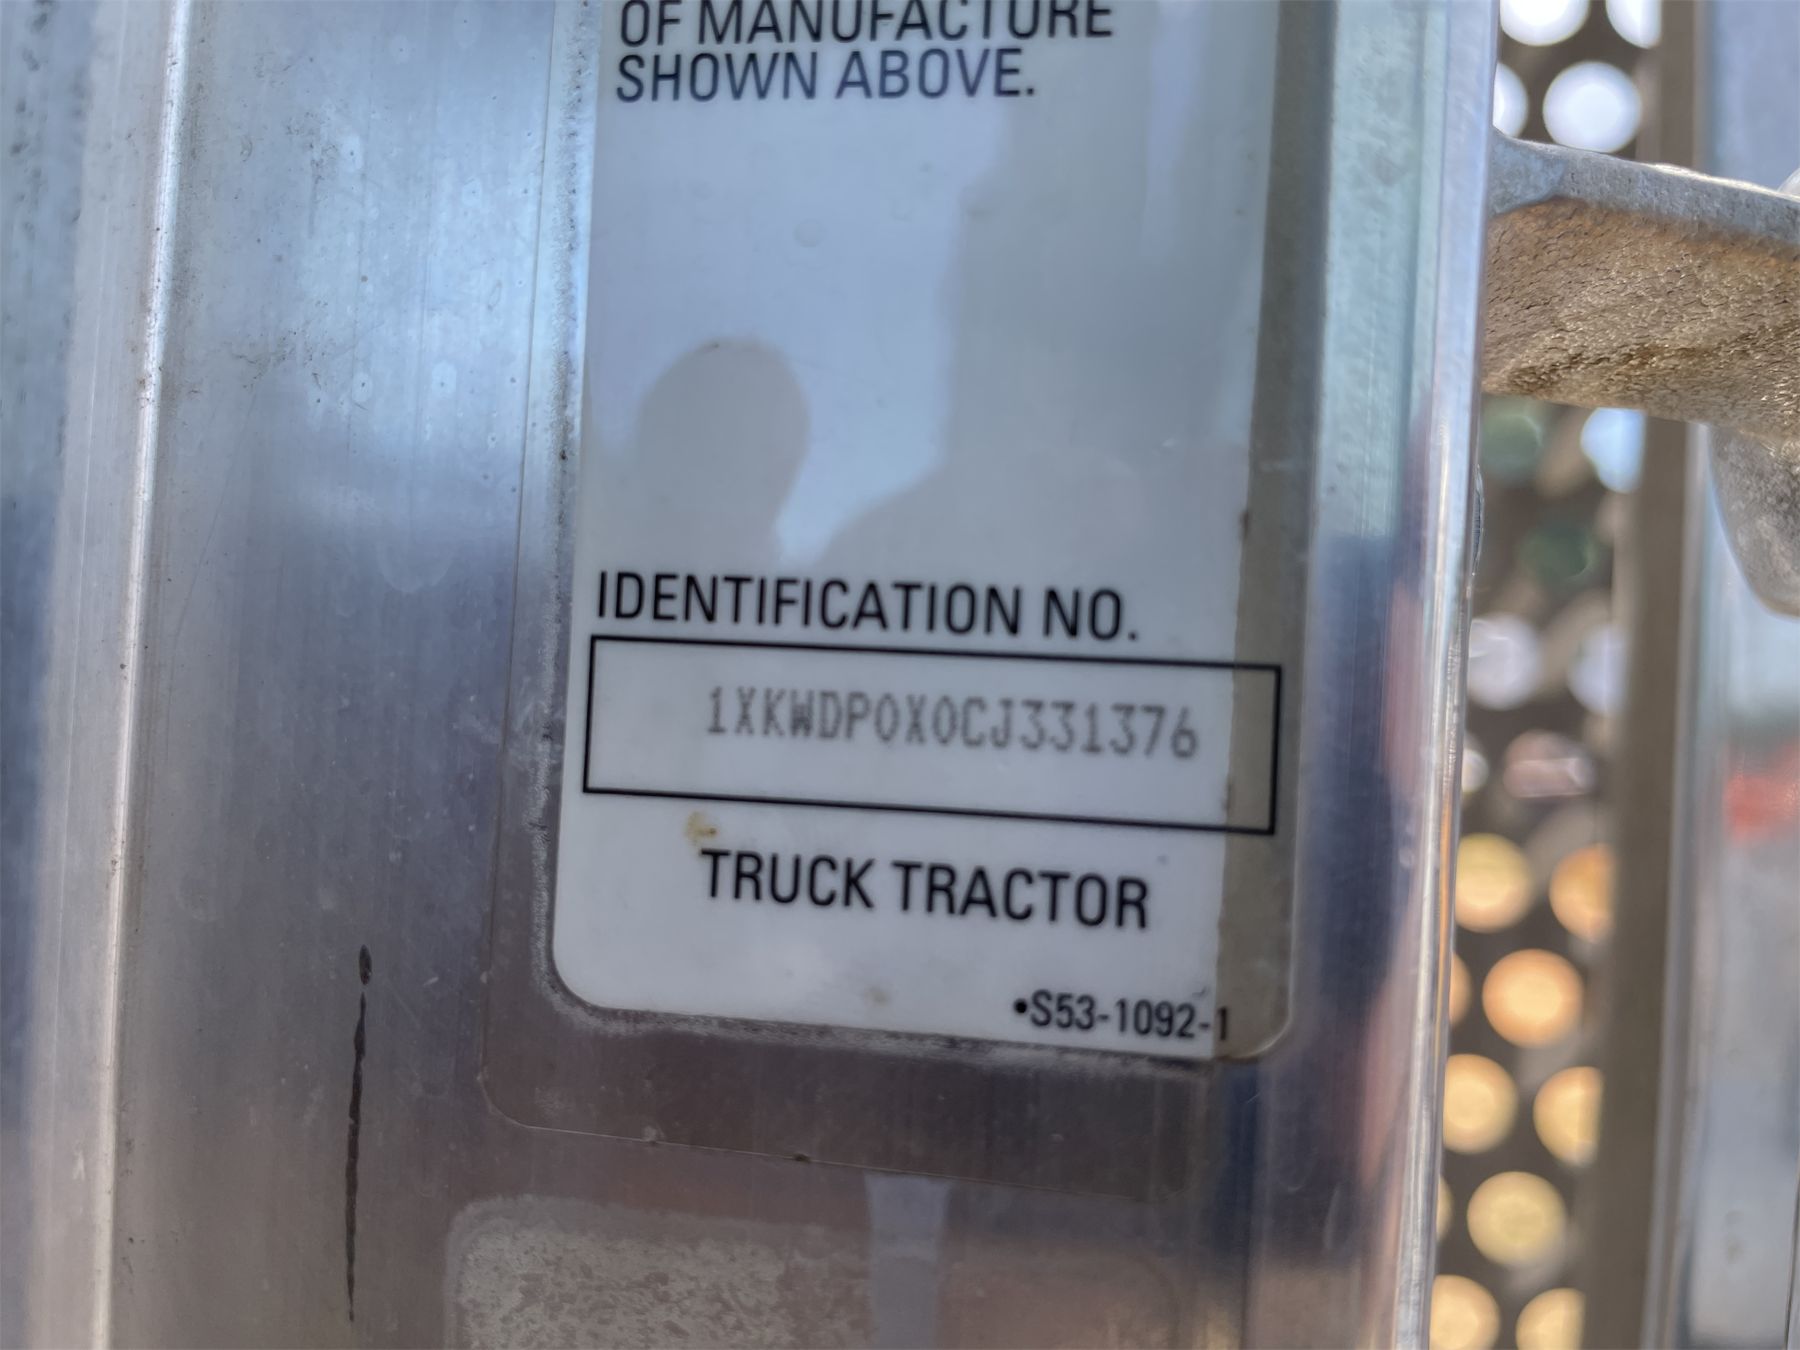 OF MANUFACTURE
SHOWN ABOVE.
IDENTIFICATION NO.
1XKWDP0X0CJ331376
TRUCK TRACTOR
•S53-1092-1